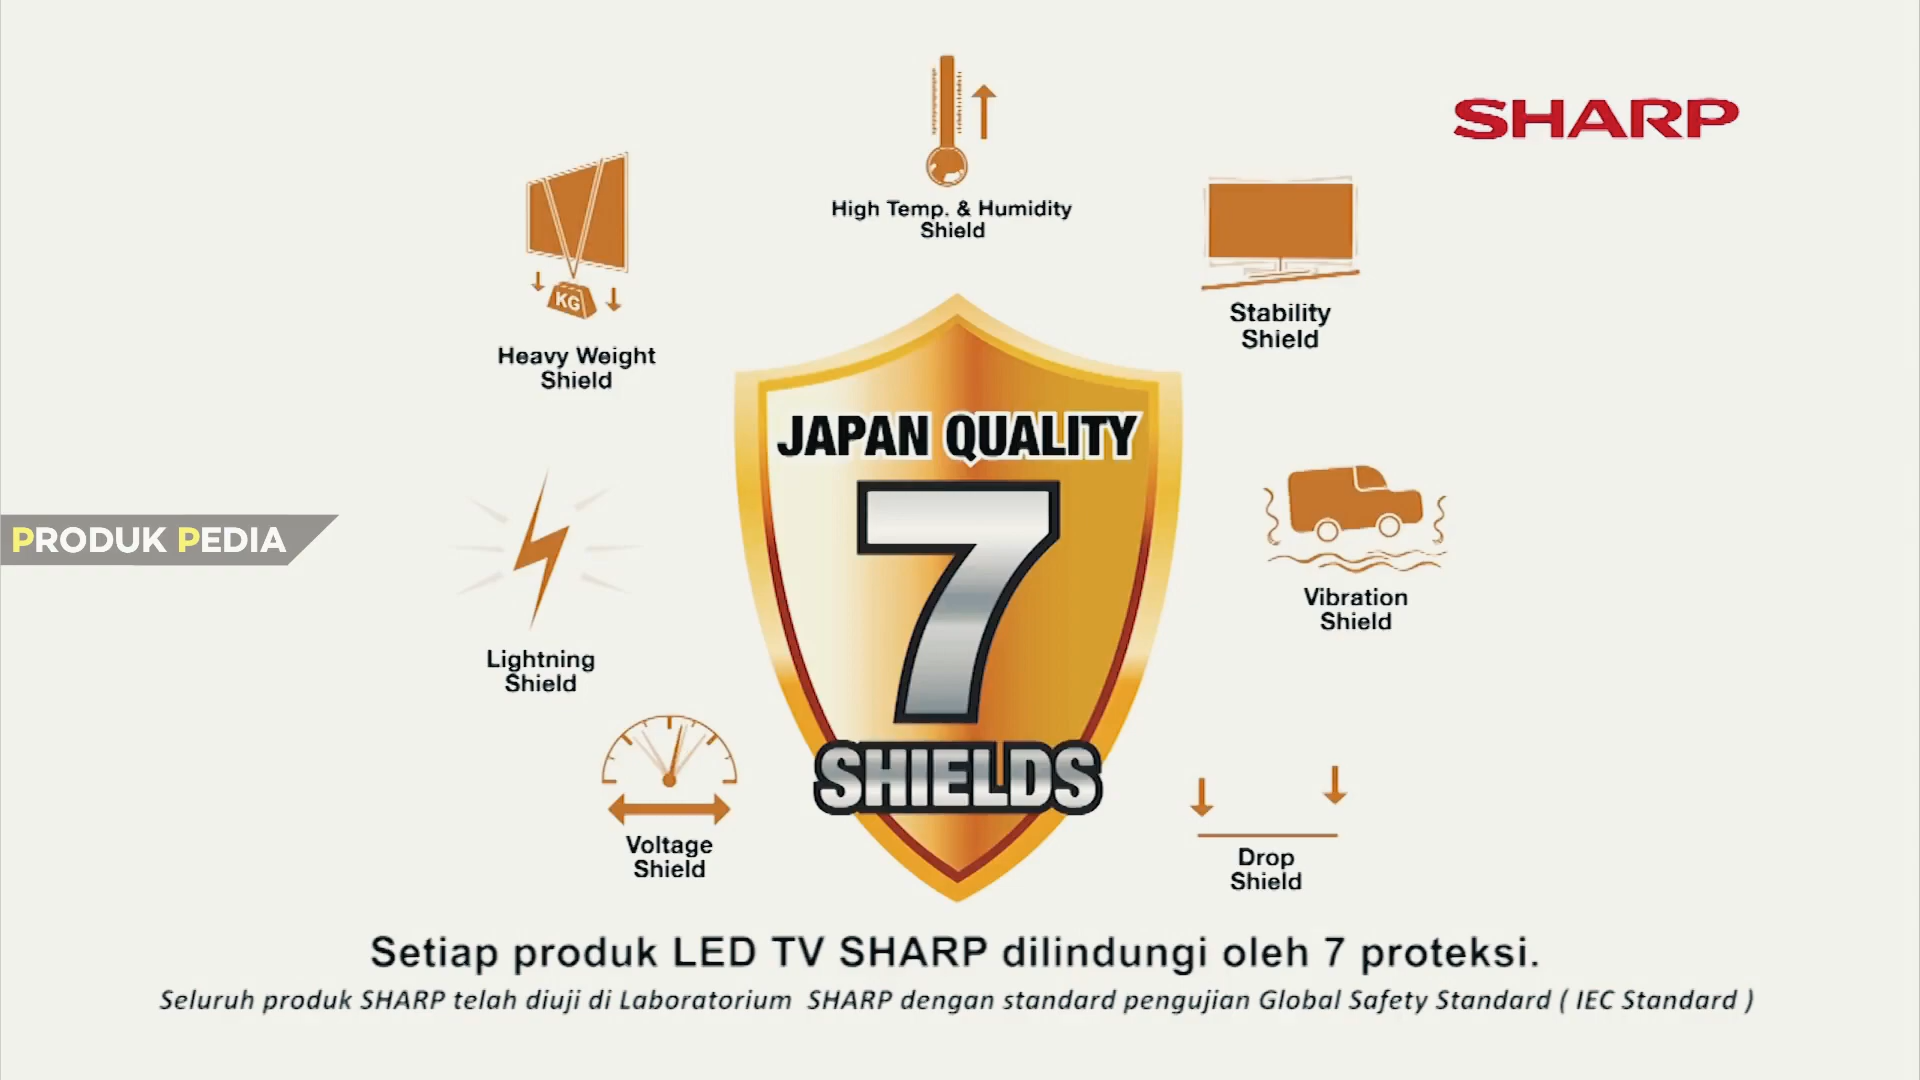 SHARP
High Temp. & Humidity
Shield
KG
Heavy Weight
Shield
Stability
Shield
JAPAN QUALITY
7
SHIELDS
PRODUK PEDIA
Lightning
Shield
Vibration
Shield
Voltage
Shield
Drop
Shield
Setiap produk LED TV SHARP dilindungi oleh 7 proteksi.
Seluruh produk SHARP telah diuji di Laboratorium SHARP dengan standard pengujian Global Safety Standard ( IEC Standard )